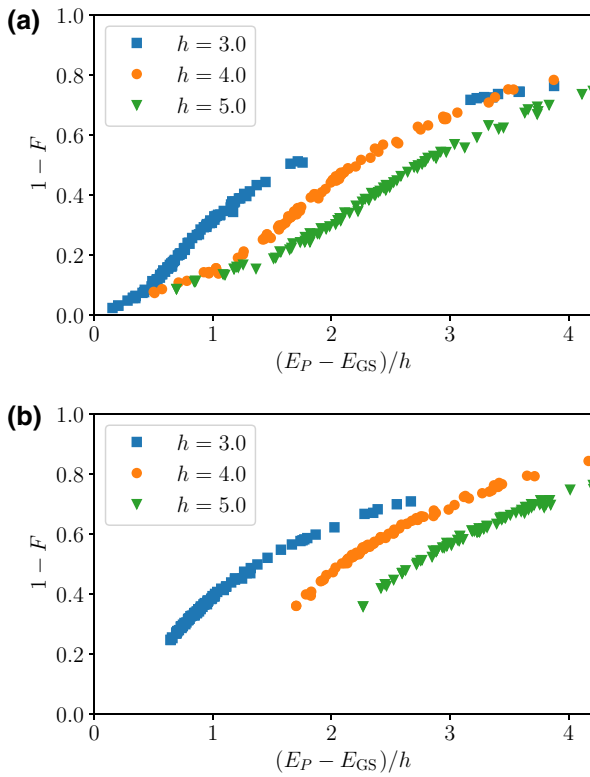 (a)
1.0
0.8
0.6
0.4
0.2
0.0
1 − F
h = 3.0
h = 4.0
h = 5.0
0 1 2 3 4
(E_P − E_GS)/h
(b)
1.0
0.8
0.6
0.4
0.2
0.0
1 − F
h = 3.0
h = 4.0
h = 5.0
0 1 2 3 4
(E_P − E_GS)/h